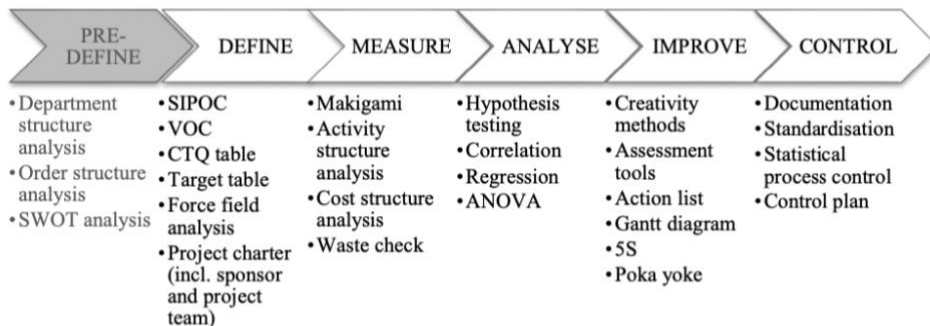 PRE-
DEFINE
DEFINE
MEASURE
ANALYSE
IMPROVE
CONTROL
• Department
structure
analysis
• Order structure
analysis
• SWOT analysis
• SIPOC
• VOC
• CTQ table
• Target table
• Force field
analysis
• Project charter
(incl. sponsor
and project
team)
• Makigami
• Activity
structure
analysis
• Cost structure
analysis
• Waste check
• Hypothesis
testing
• Correlation
• Regression
• ANOVA
• Creativity
methods
• Assessment
tools
• Action list
• Gantt diagram
• 5S
• Poka yoke
• Documentation
• Standardisation
• Statistical
process control
• Control plan